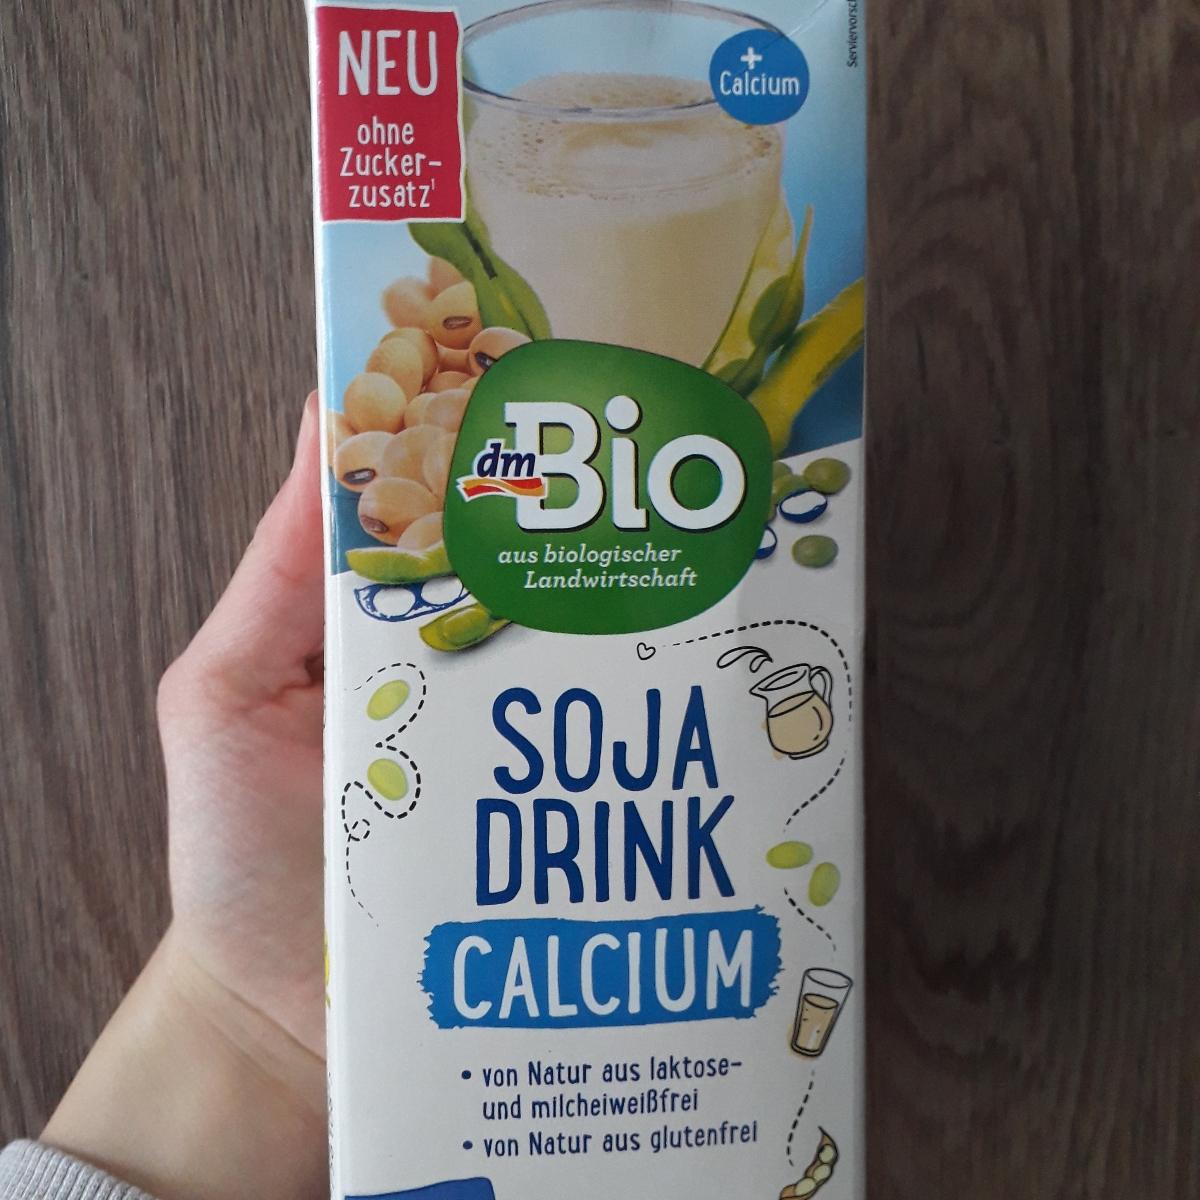 NEU
ohne
Zucker-
zusatz¹
+
Calcium
Serviervorsch
dm
Bio
aus biologischer
Landwirtschaft
SOJA
DRINK
CALCIUM
• von Natur aus laktose-
und milcheiweißfrei
• von Natur aus glutenfrei